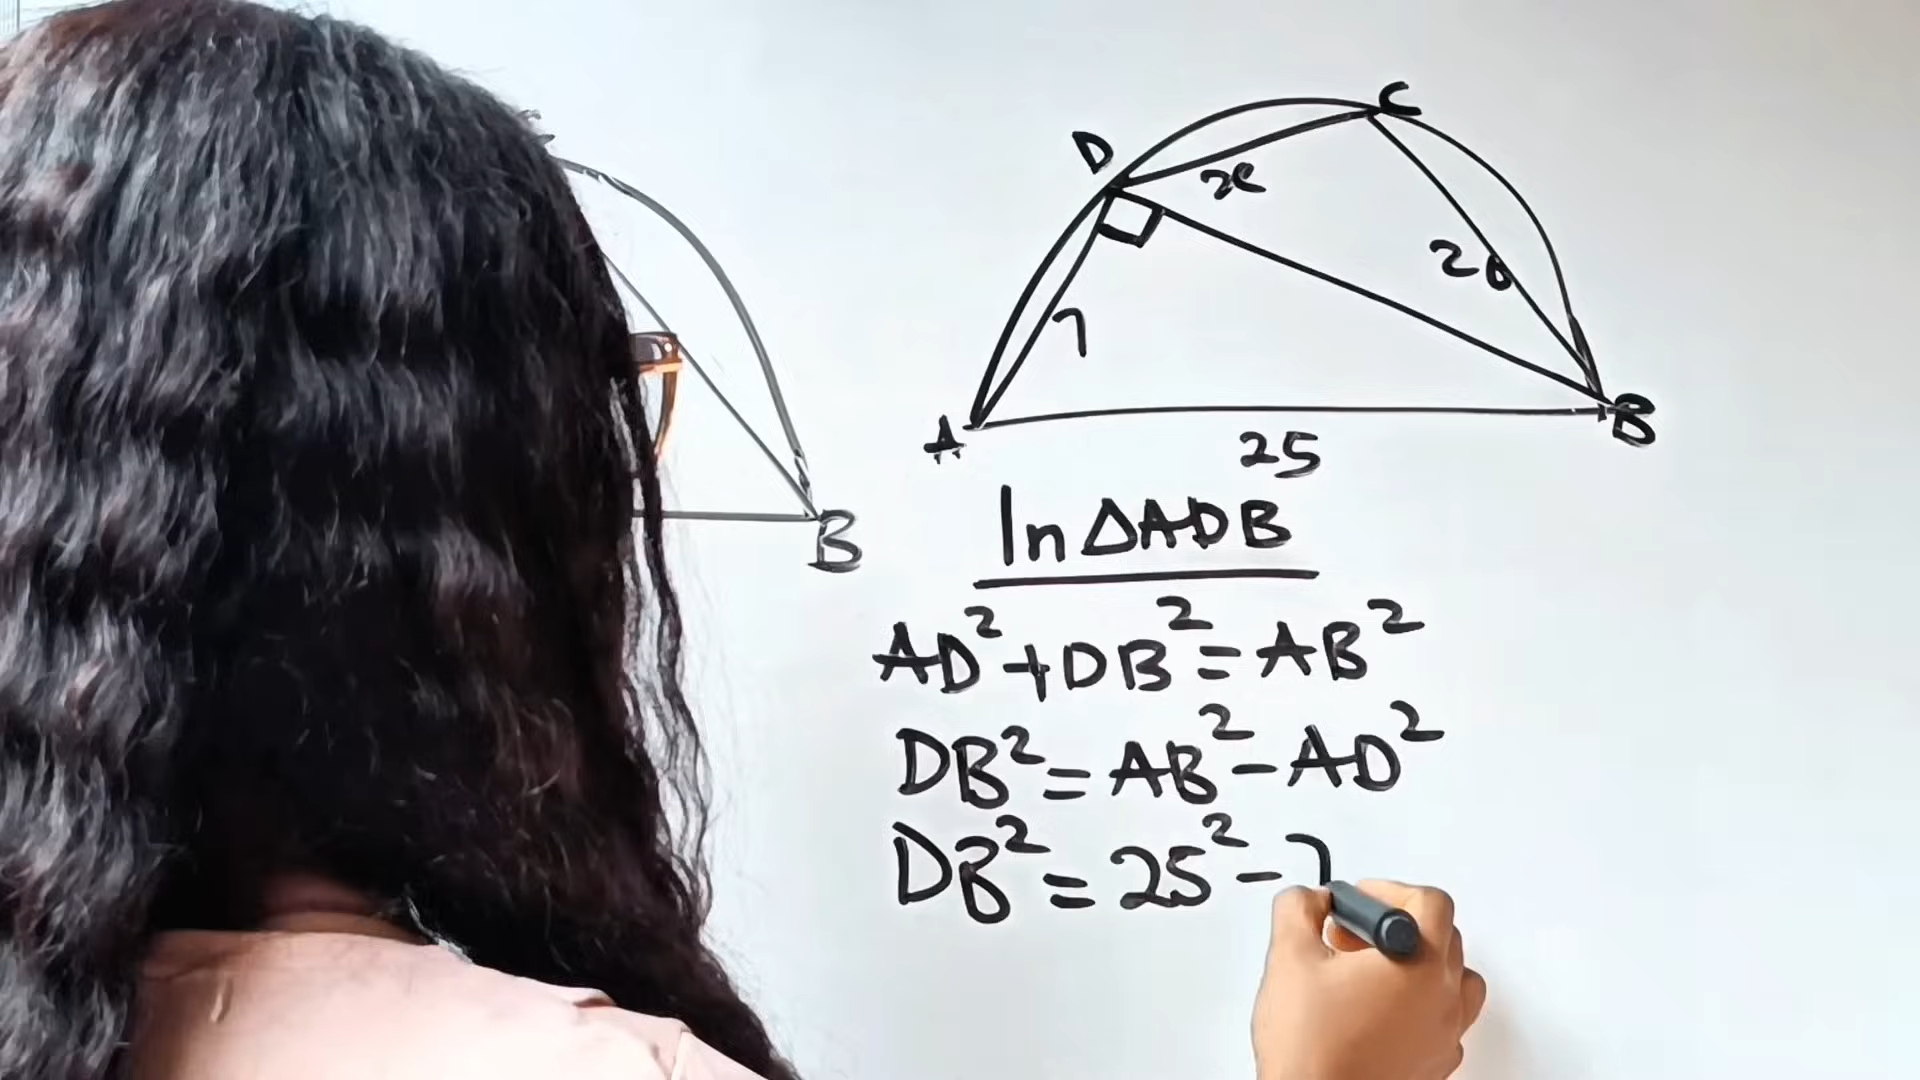 C
D
x
20
7
A
B
25
B
In ΔADB
AD²+DB²=AB²
DB²=AB²-AD²
DB²=25²-7